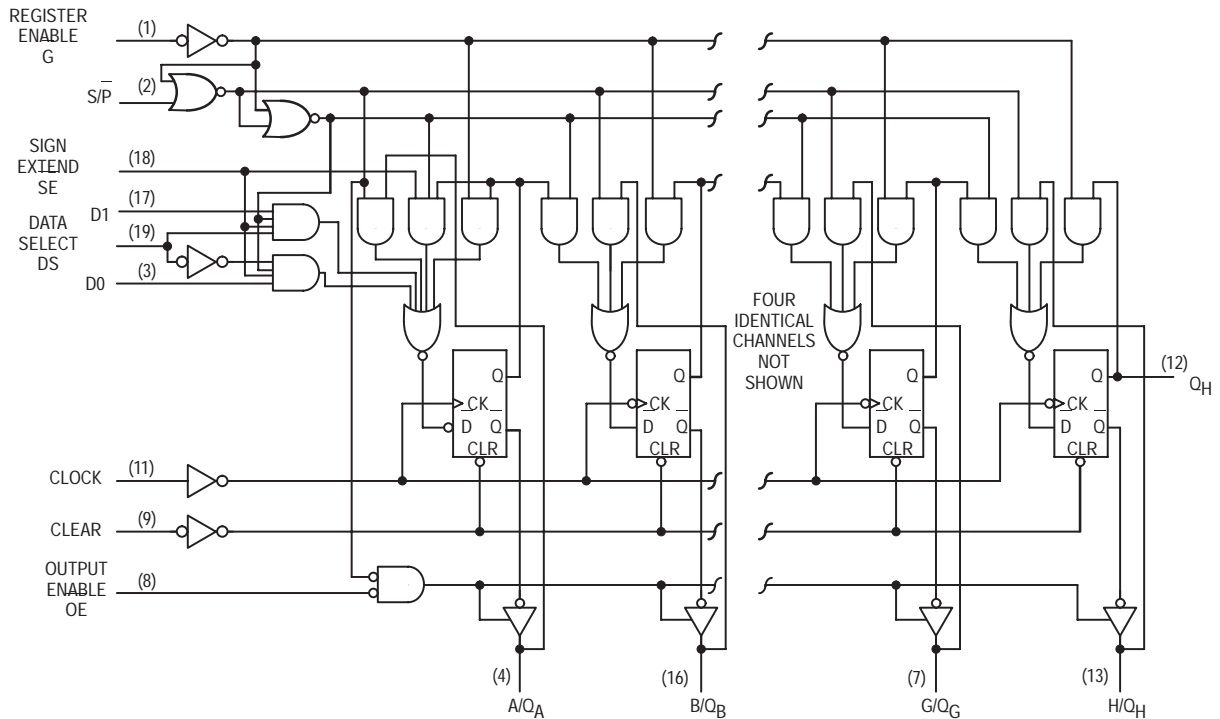 REGISTER
ENABLE
G
(1)
S/P
(2)
SIGN
EXTEND
SE
(18)
D1
(17)
DATA
SELECT
DS
(19)
D0
(3)
FOUR
IDENTICAL
CHANNELS
NOT
SHOWN
Q
CK
D Q
CLR
Q
CK
D Q
CLR
Q
CK
D Q
CLR
Q
CK
D Q
CLR
(12)
QH
CLOCK
(11)
CLEAR
(9)
OUTPUT
ENABLE
OE
(8)
(4)
A/QA
(16)
B/QB
(7)
G/QG
(13)
H/QH